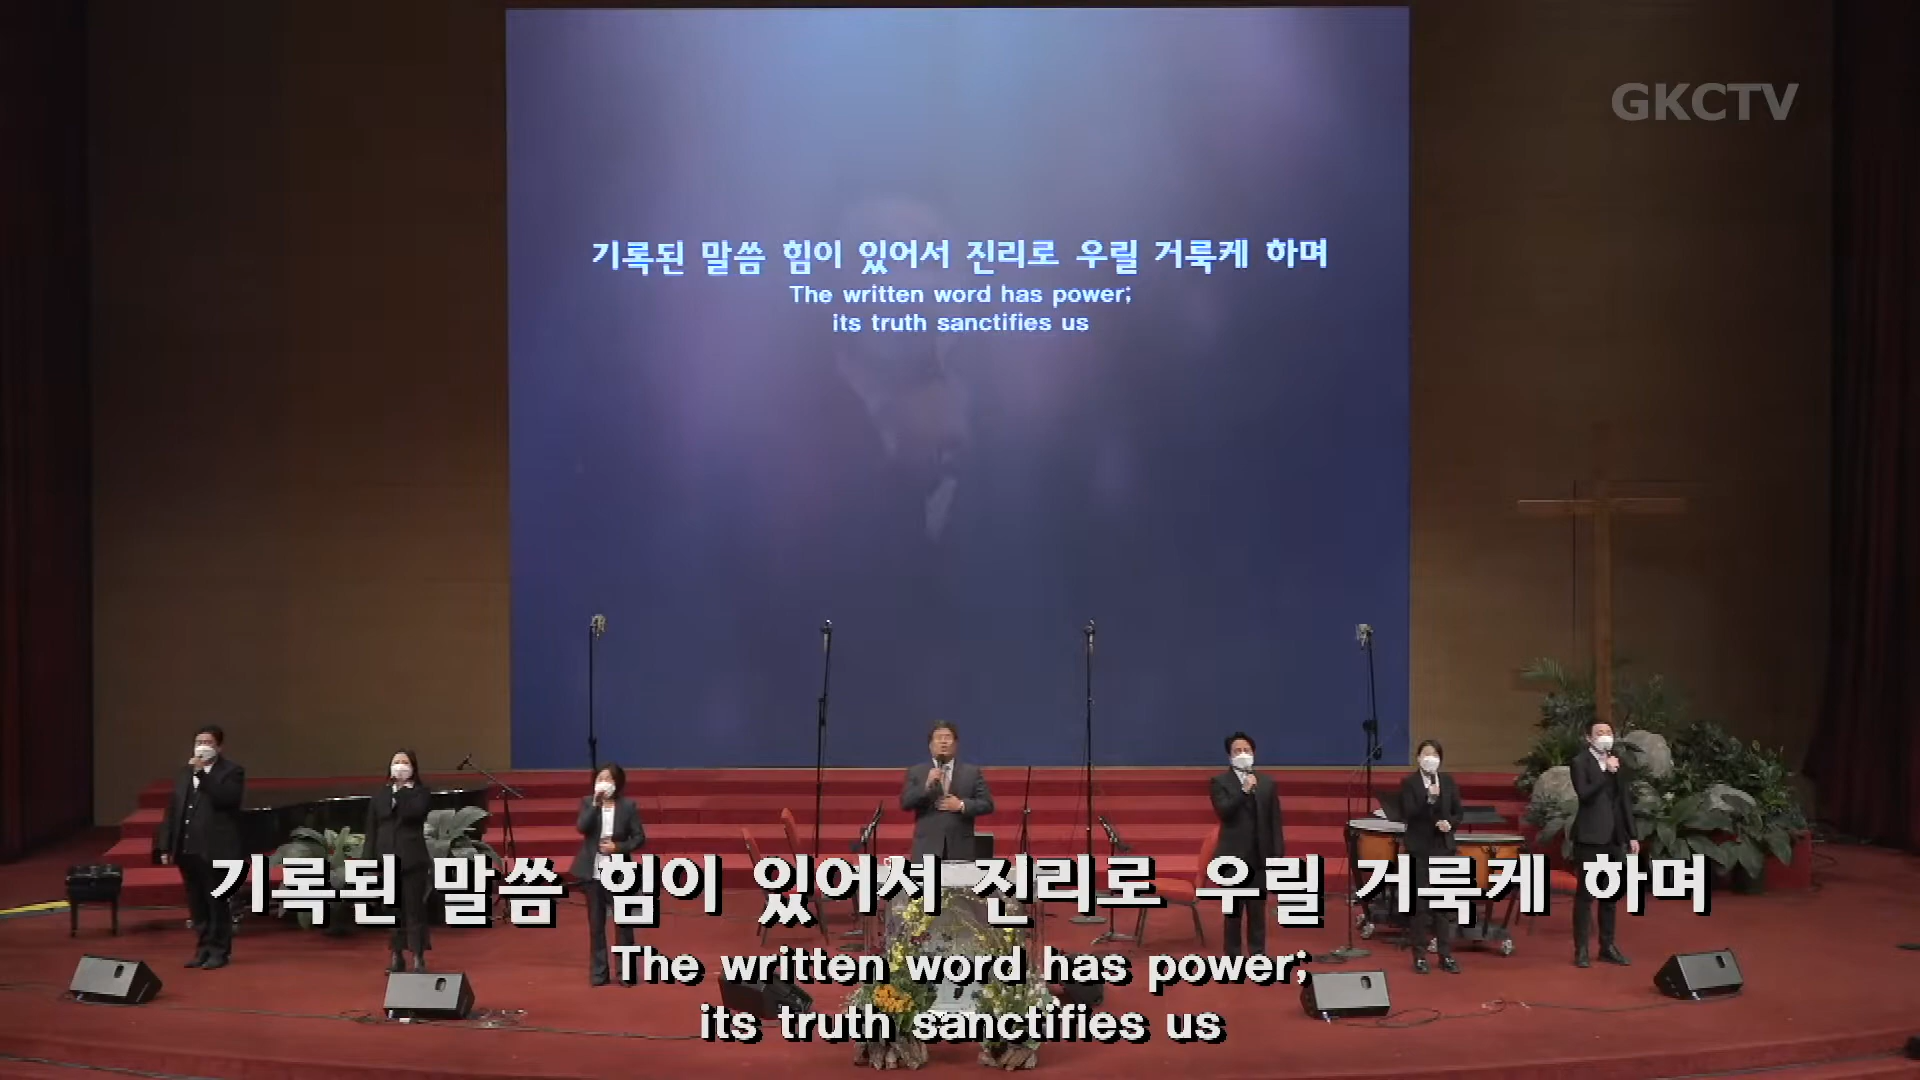 GKCTV
기록된 말씀 힘이 있어서 진리로 우릴 거룩케 하며
The written word has power;
its truth sanctifies us
기록된 말씀 힘이 있어서 진리로 우릴 거룩케 하며
The written word has power;
its truth sanctifies us